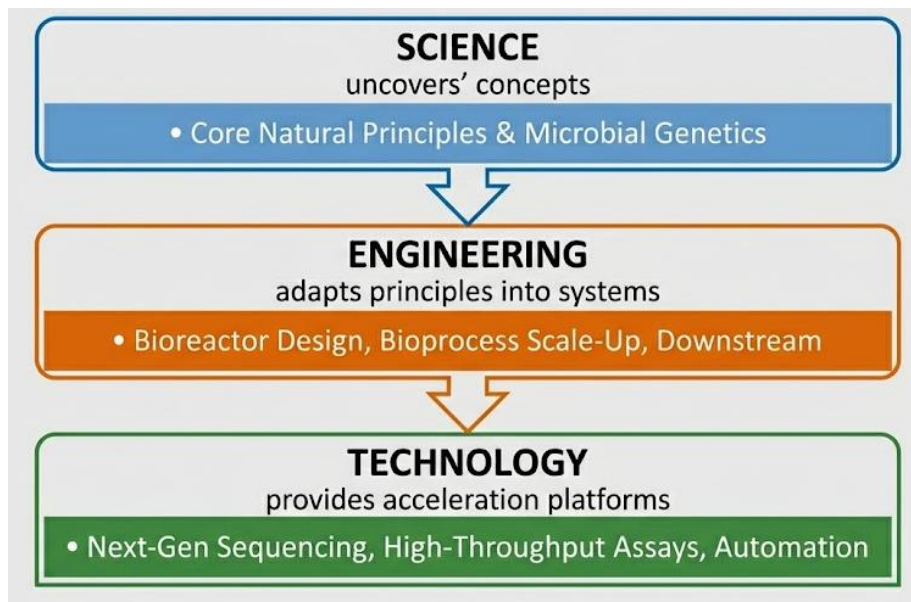 SCIENCE
uncovers’ concepts
• Core Natural Principles & Microbial Genetics
ENGINEERING
adapts principles into systems
• Bioreactor Design, Bioprocess Scale-Up, Downstream
TECHNOLOGY
provides acceleration platforms
• Next-Gen Sequencing, High-Throughput Assays, Automation